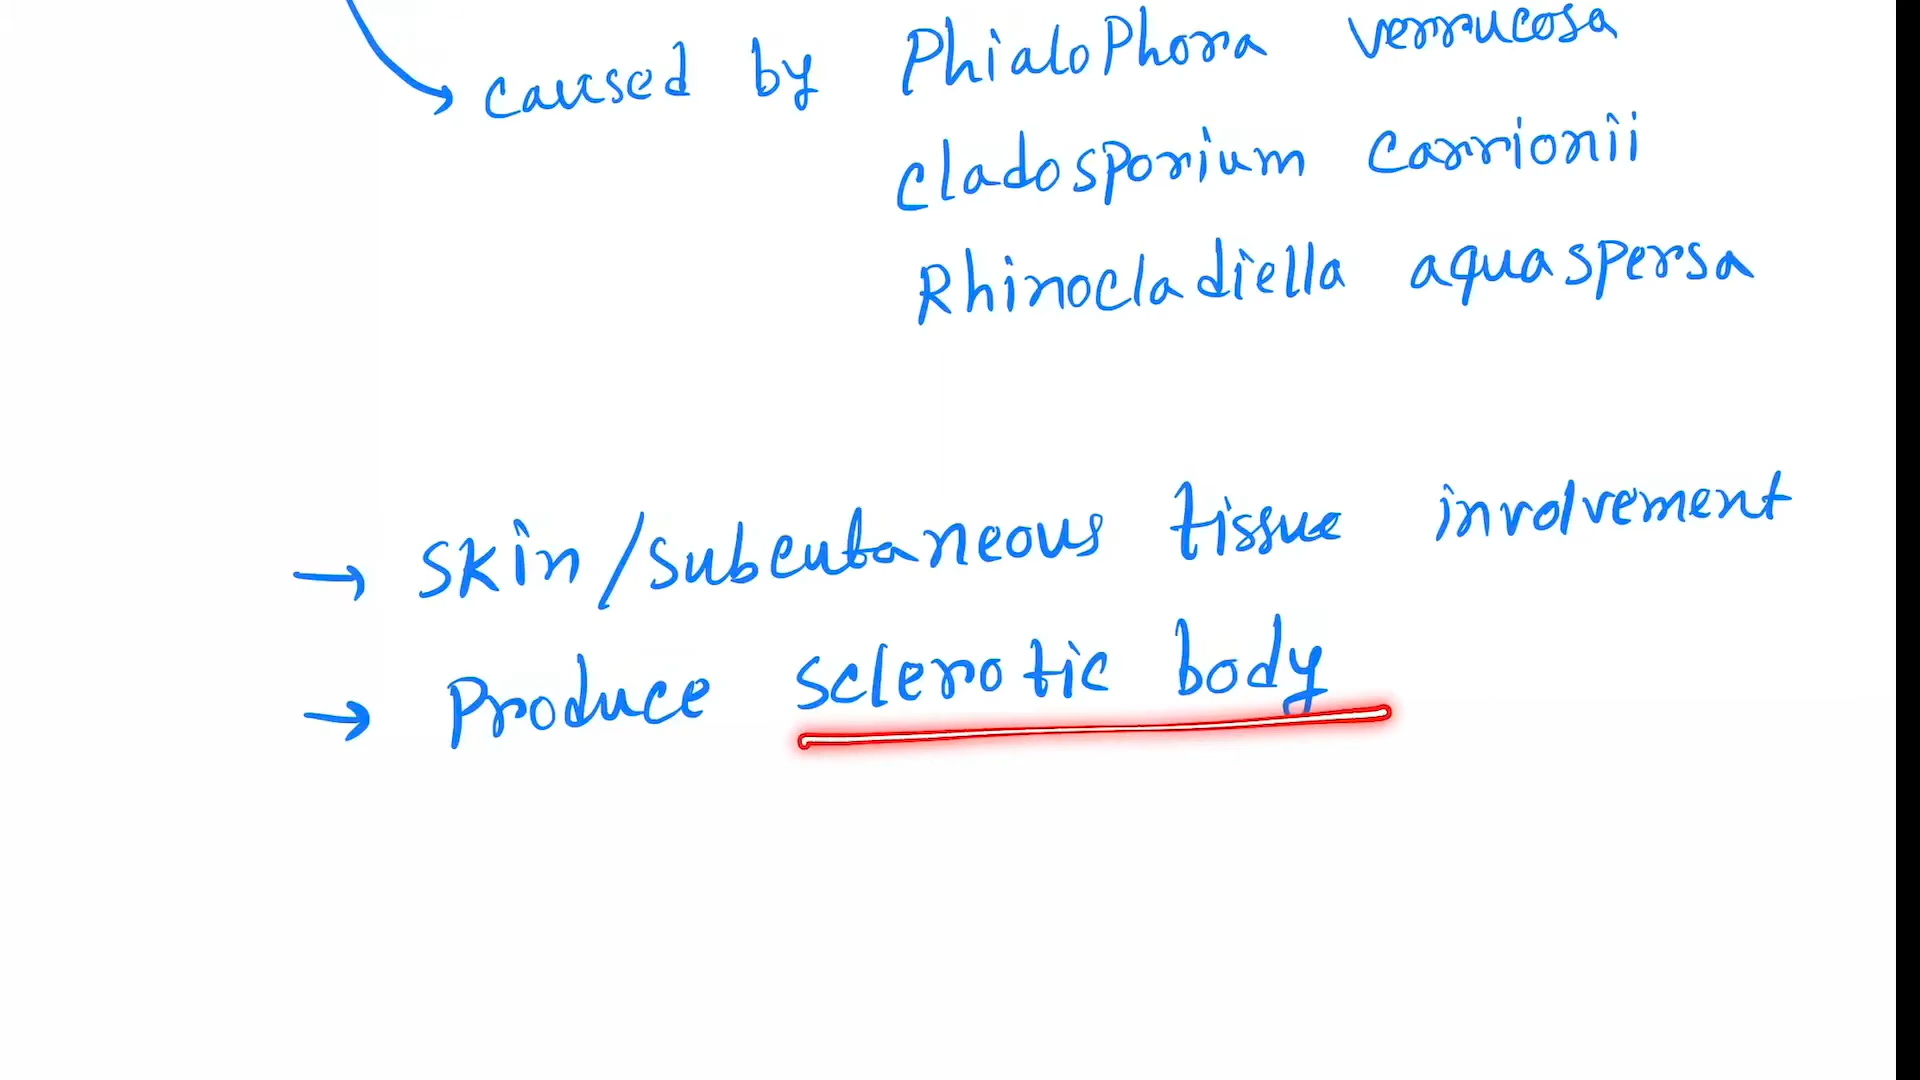 caused by Phialophora verrucosa
cladosporium carrionii
Rhinocladiella aquaspersa
→ skin/subcutaneous tissue involvement
→ Produce sclerotic body